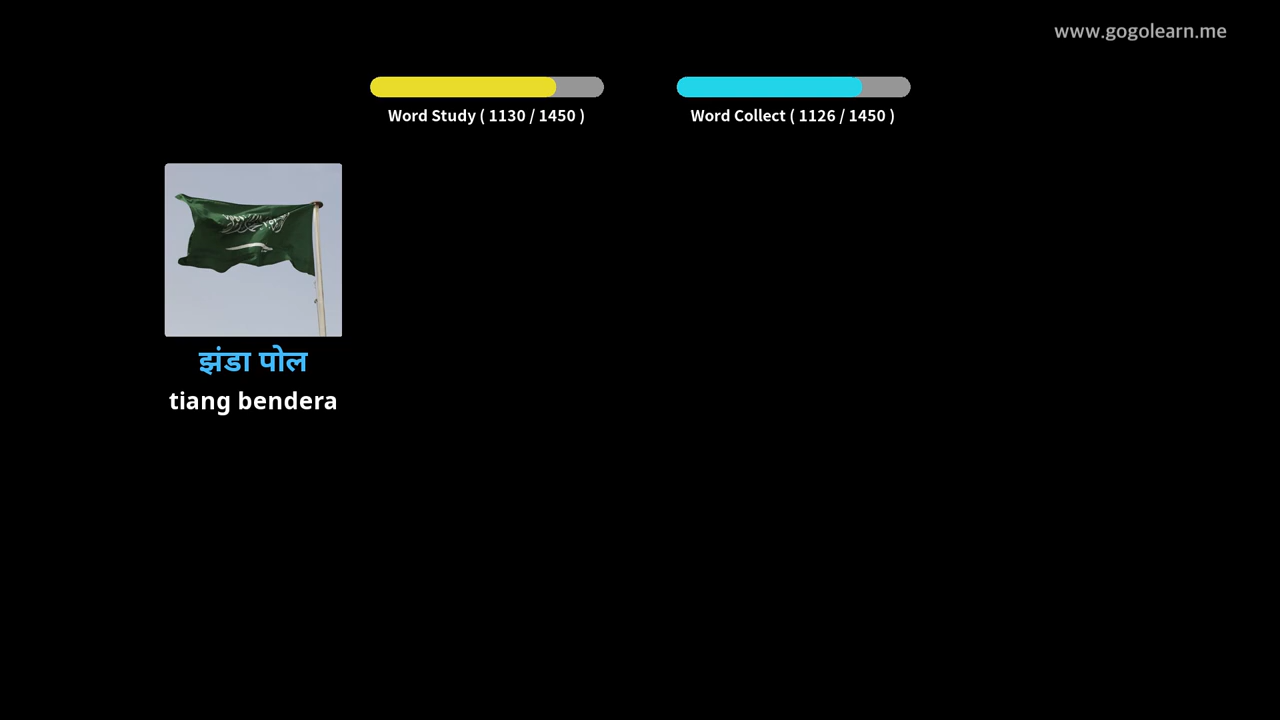 www.gogolearn.me
Word Study ( 1130 / 1450 )
Word Collect ( 1126 / 1450 )
झंडा पोल
tiang bendera